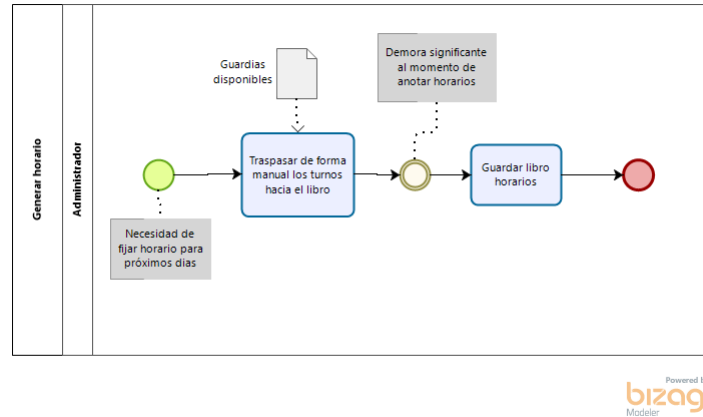 Generar horario
Administrador
Guardias
disponibles
Demora significante
al momento de
anotar horarios
Traspasar de forma
manual los turnos
hacia el libro
Guardar libro
horarios
Necesidad de
fijar horario para
próximos dias
Powered b
bizag
Modeler